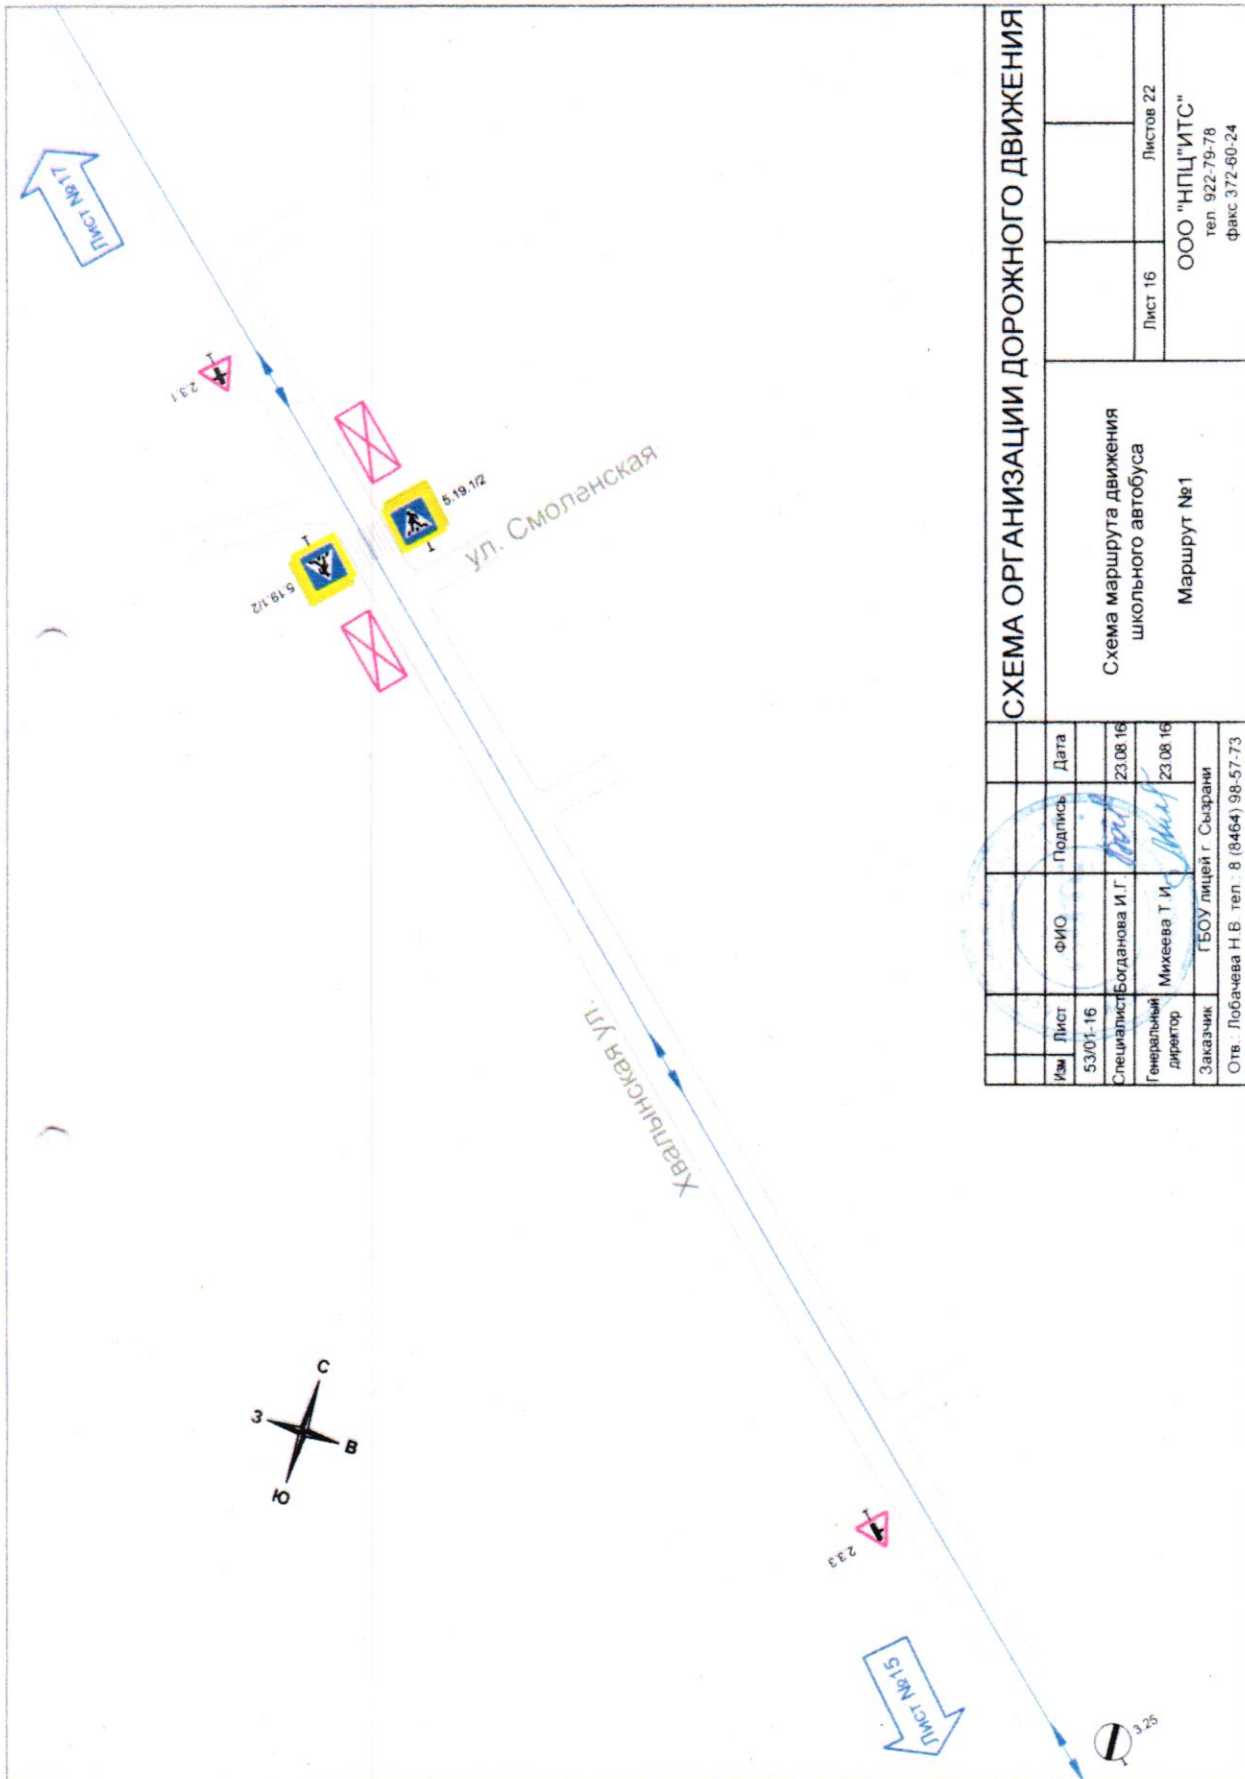 Лист №17
2.3.1
5.19.1/2
5.19.1/2
ул. Смоленская
Хвалынская ул.
С
З
В
Ю
2.3.3
Лист №15
3.25
СХЕМА ОРГАНИЗАЦИИ ДОРОЖНОГО ДВИЖЕНИЯ
Изм Лист ФИО Подпись Дата
53/01-16
Специалист Богданова И.Г. 23.08.16
Генеральный
директор
Михеева Т.И. 23.08.16
Заказчик ГБОУ лицей г. Сызрани
Отв.: Лобачева Н.В. тел.: 8 (8464) 98-57-73
Схема маршрута движения
школьного автобуса
Маршрут №1
Лист 16 Листов 22
ООО "НПЦ"ИТС"
тел. 922-79-78
факс 372-60-24